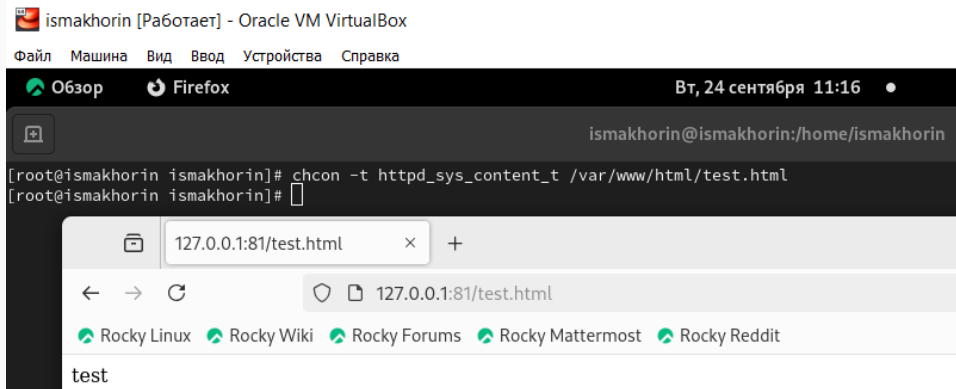 ismakhorin [Работает] - Oracle VM VirtualBox
Файл Машина Вид Ввод Устройства Справка
Обзор Firefox Вт, 24 сентября 11:16
ismakhorin@ismakhorin:/home/ismakhorin
[root@ismakhorin ismakhorin]# chcon -t httpd_sys_content_t /var/www/html/test.html
[root@ismakhorin ismakhorin]#
127.0.0.1:81/test.html
127.0.0.1:81/test.html
Rocky Linux Rocky Wiki Rocky Forums Rocky Mattermost Rocky Reddit
test